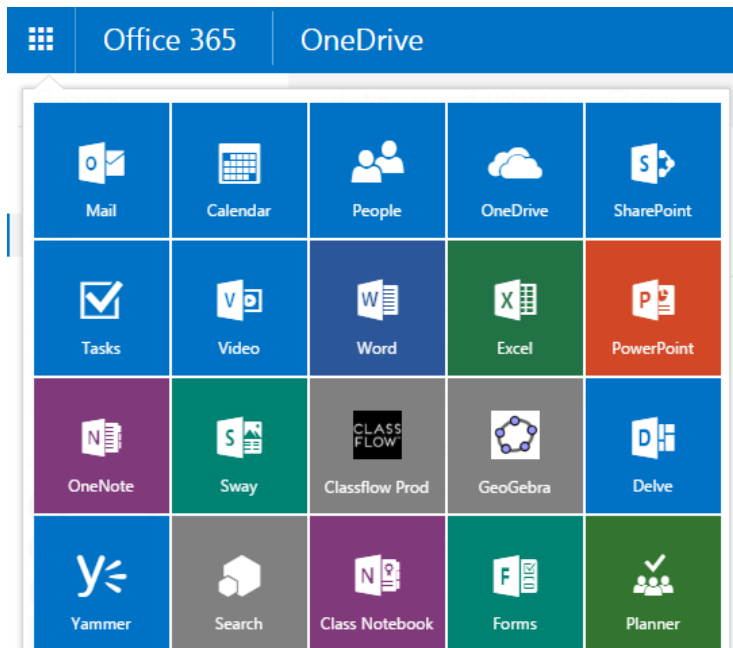 Office 365 OneDrive
Mail Calendar People OneDrive SharePoint
Tasks Video Word Excel PowerPoint
CLASS
FLOW
OneNote Sway Classflow Prod GeoGebra Delve
Yammer Search Class Notebook Forms Planner